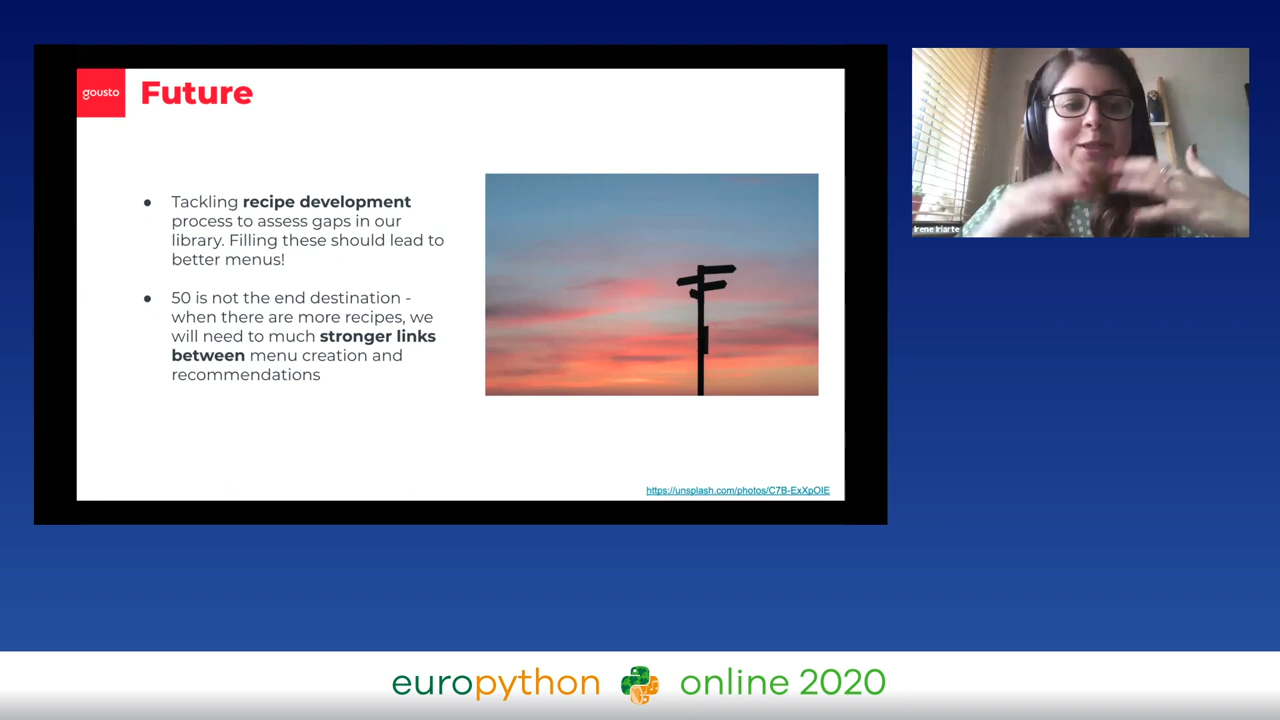 gousto
Future
● Tackling recipe development
process to assess gaps in our
library. Filling these should lead to
better menus!
● 50 is not the end destination -
when there are more recipes, we
will need to much stronger links
between menu creation and
recommendations
https://unsplash.com/photos/C7B-ExXpOIE
Irene Iriarte
europython online 2020